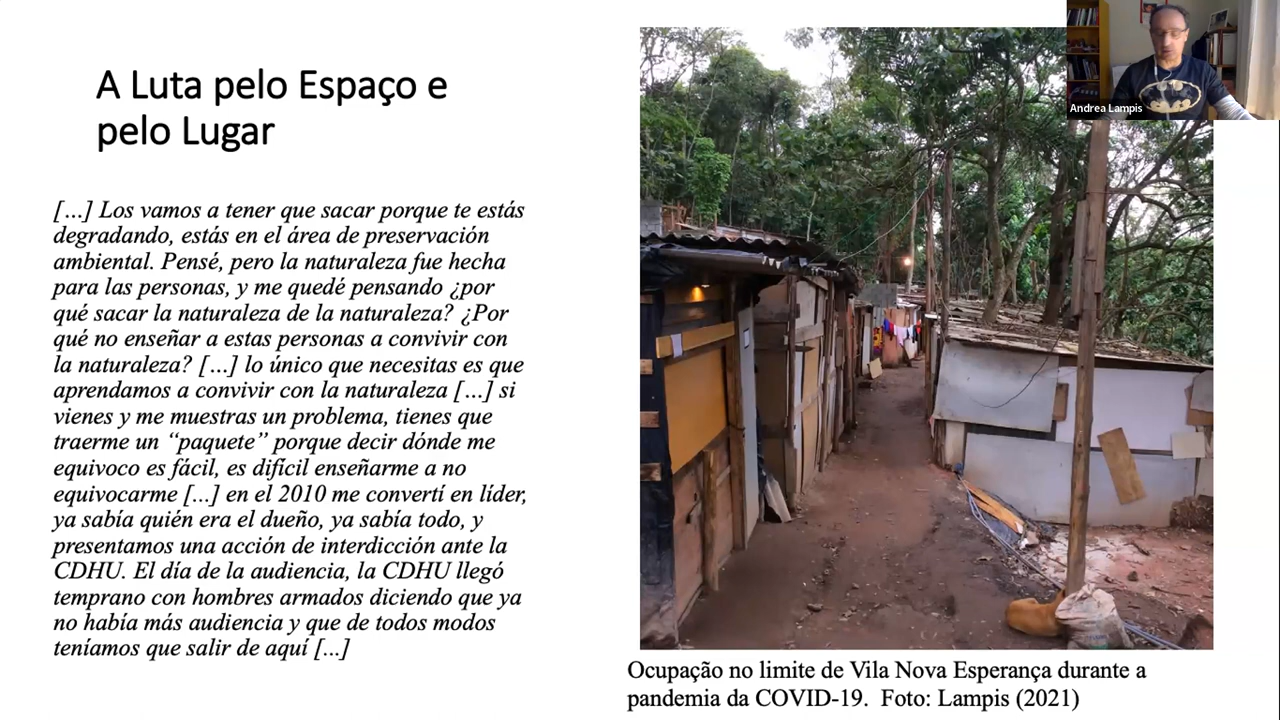 A Luta pelo Espaço e
pelo Lugar
[…] Los vamos a tener que sacar porque te estás
degradando, estás en el área de preservación
ambiental. Pensé, pero la naturaleza fue hecha
para las personas, y me quedé pensando ¿por
qué sacar la naturaleza de la naturaleza? ¿Por
qué no enseñar a estas personas a convivir con
la naturaleza? […] lo único que necesitas es que
aprendamos a convivir con la naturaleza […] si
vienes y me muestras un problema, tienes que
traerme un “paquete” porque decir dónde me
equivoco es fácil, es difícil enseñarme a no
equivocarme [...] en el 2010 me convertí en líder,
ya sabía quién era el dueño, ya sabía todo, y
presentamos una acción de interdicción ante la
CDHU. El día de la audiencia, la CDHU llegó
temprano con hombres armados diciendo que ya
no había más audiencia y que de todos modos
teníamos que salir de aquí [...]
Andrea Lampis
Ocupação no limite de Vila Nova Esperança durante a
pandemia da COVID-19. Foto: Lampis (2021)